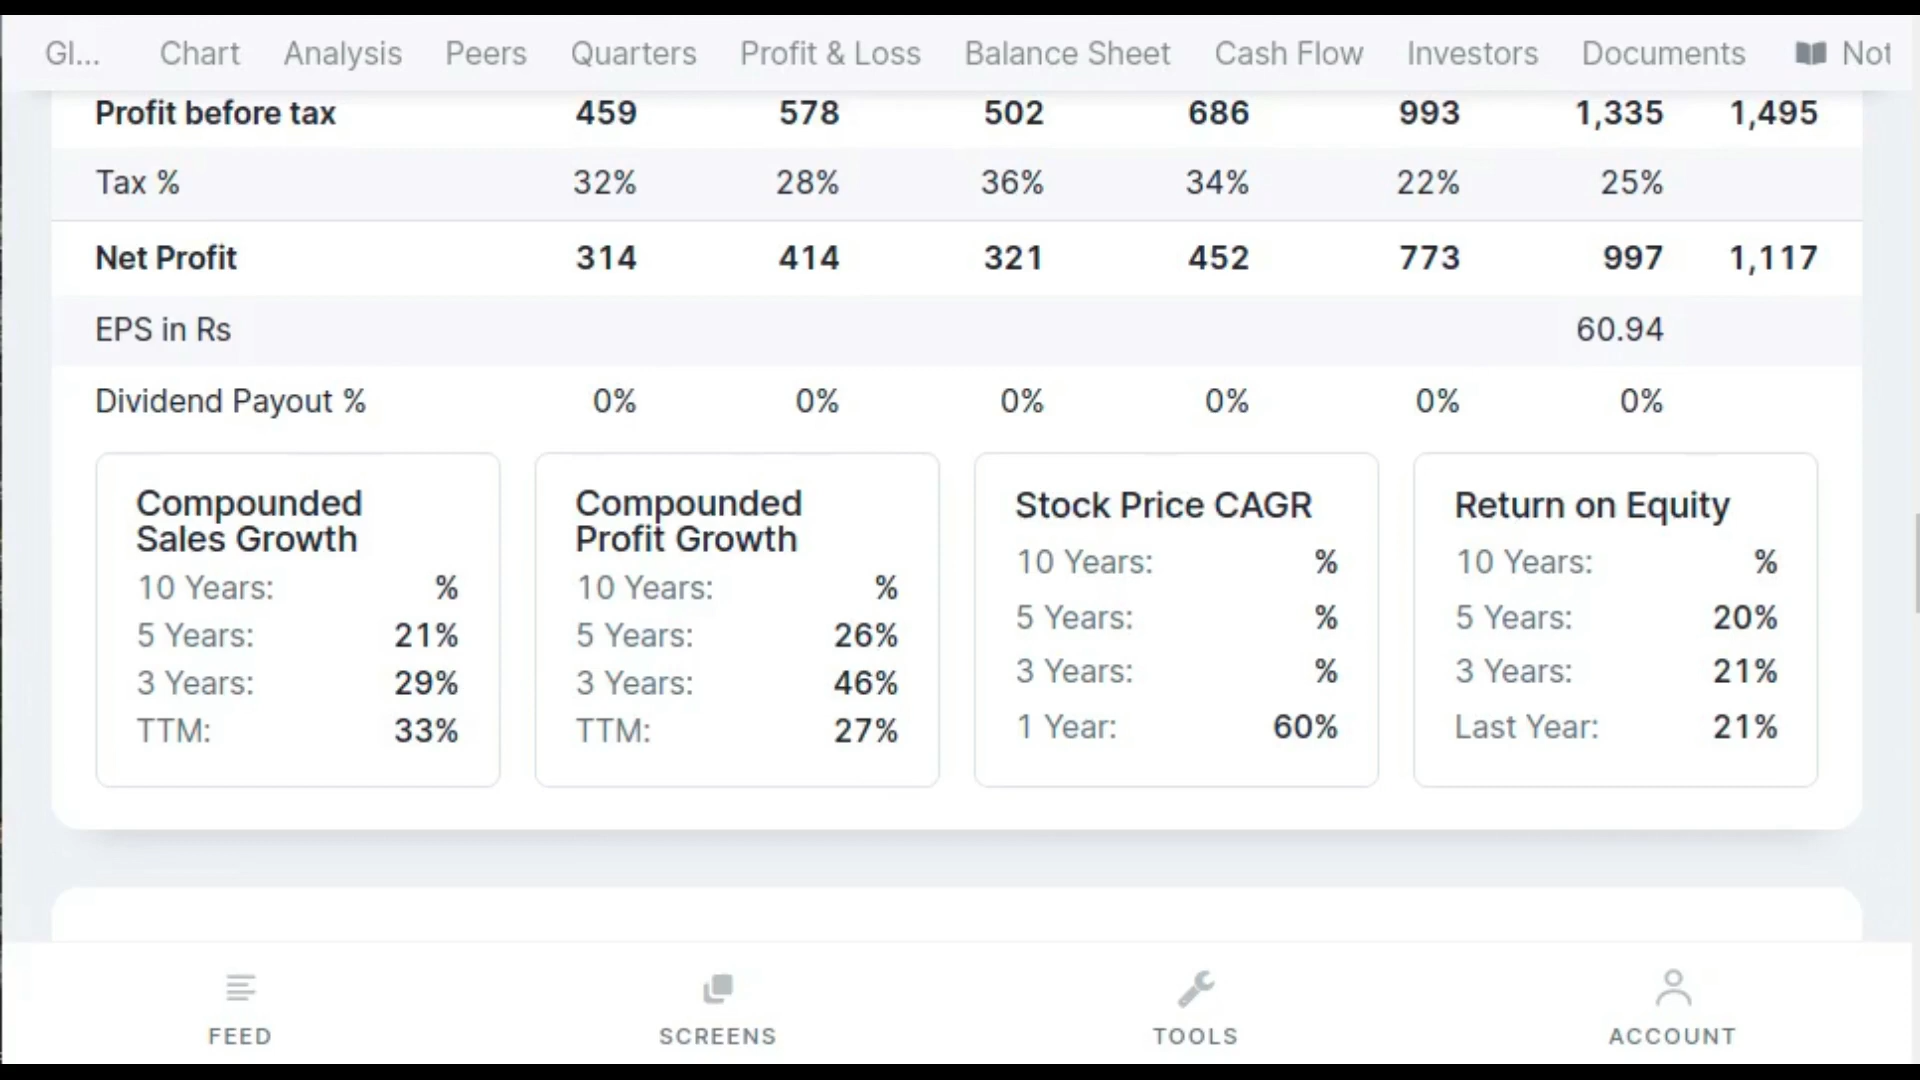 Gl... Chart Analysis Peers Quarters Profit & Loss Balance Sheet Cash Flow Investors Documents Not
Profit before tax 459 578 502 686 993 1,335 1,495
Tax % 32% 28% 36% 34% 22% 25%
Net Profit 314 414 321 452 773 997 1,117
EPS in Rs 60.94
Dividend Payout % 0% 0% 0% 0% 0% 0%
Compounded
Sales Growth
10 Years: %
5 Years: 21%
3 Years: 29%
TTM: 33%
Compounded
Profit Growth
10 Years: %
5 Years: 26%
3 Years: 46%
TTM: 27%
Stock Price CAGR
10 Years: %
5 Years: %
3 Years: %
1 Year: 60%
Return on Equity
10 Years: %
5 Years: 20%
3 Years: 21%
Last Year: 21%
FEED SCREENS TOOLS ACCOUNT